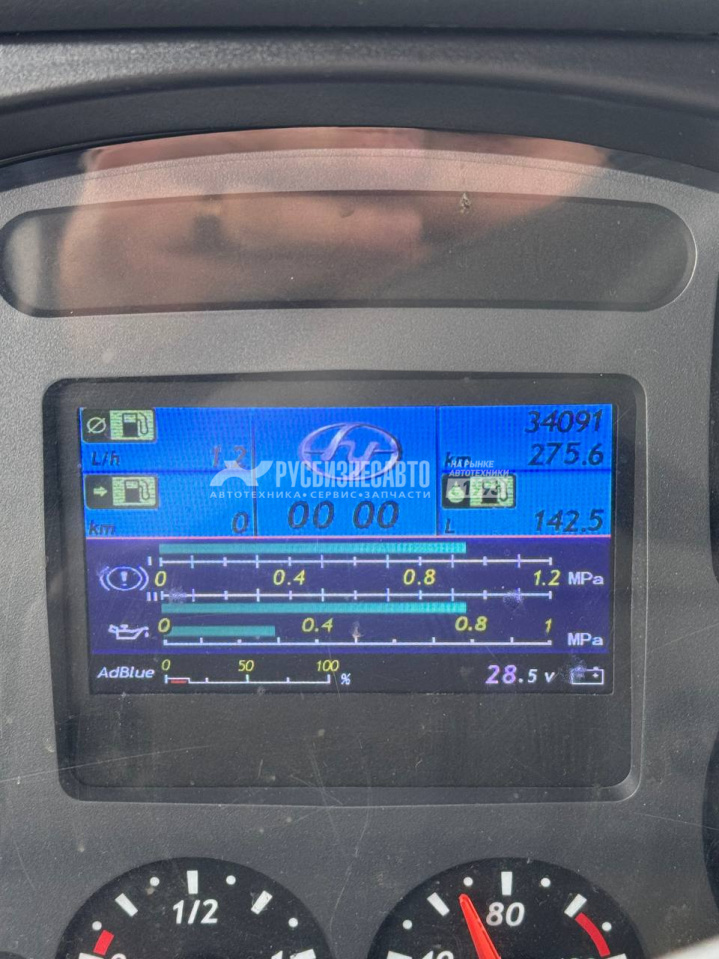 34091
L/h 1.2 km 275.6
РУСБИЗНЕСАВТО
АВТОТЕХНИКА•СЕРВИС•ЗАПЧАСТИ
НА РЫНКЕ
АВТОТЕХНИКИ
km 0 00 00 L 142.5
I 0 0.4 0.8 1.2 MPa
II
0 0.4 0.8 1
MPa
AdBlue 0 50 100 % 28.5 v
1/2 80
40